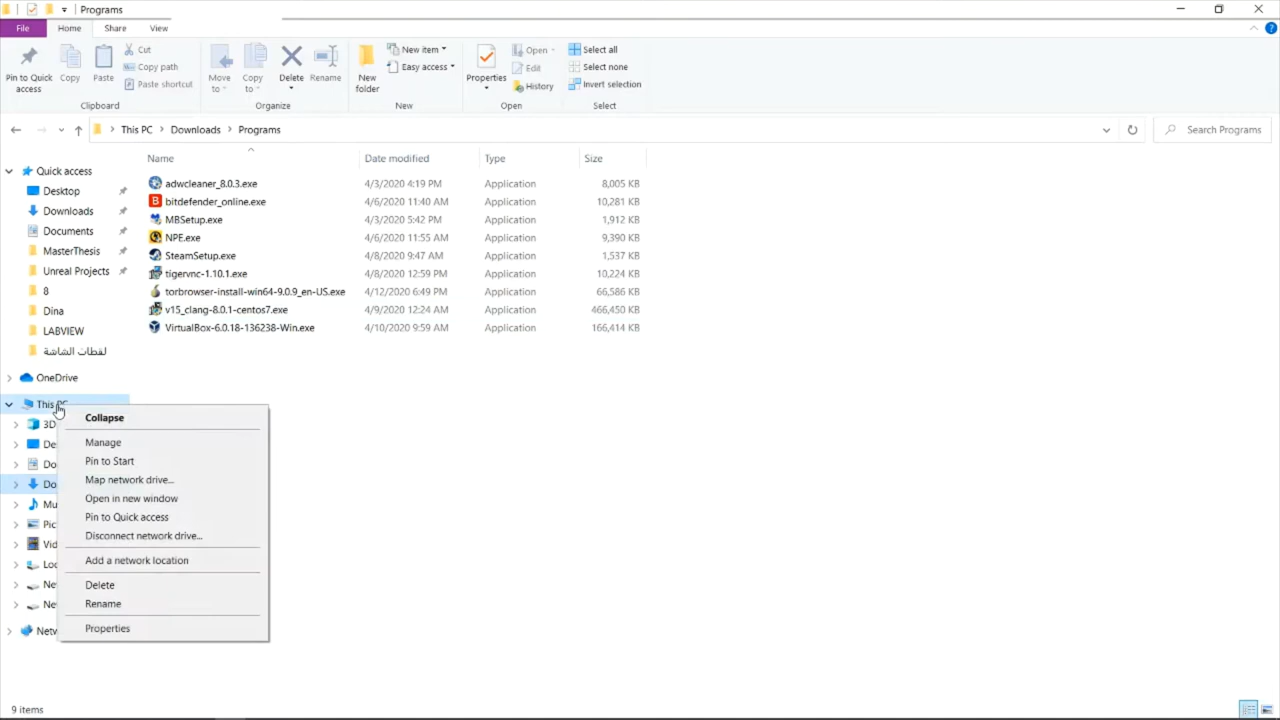 Programs
File Home Share View
Pin to Quick access
Copy
Paste
Cut
Copy path
Paste shortcut
Clipboard
Move to
Copy to
Delete
Rename
Organize
New folder
New item
Easy access
New
Properties
Open
Edit
History
Open
Select all
Select none
Invert selection
Select
This PC > Downloads > Programs
Search Programs
Name Date modified Type Size
adwcleaner_8.0.3.exe 4/3/2020 4:19 PM Application 8,005 KB
bitdefender_online.exe 4/6/2020 11:40 AM Application 10,281 KB
MBSetup.exe 4/3/2020 5:42 PM Application 1,912 KB
NPE.exe 4/6/2020 11:55 AM Application 9,390 KB
SteamSetup.exe 4/8/2020 9:47 AM Application 1,537 KB
tigervnc-1.10.1.exe 4/8/2020 12:59 PM Application 10,224 KB
torbrowser-install-win64-9.0.9_en-US.exe 4/12/2020 6:49 PM Application 66,586 KB
v15_clang-8.0.1-centos7.exe 4/9/2020 12:24 AM Application 466,450 KB
VirtualBox-6.0.18-136238-Win.exe 4/10/2020 9:59 AM Application 166,414 KB
Quick access
Desktop
Downloads
Documents
MasterThesis
Unreal Projects
8
Dina
LABVIEW
لقطات الشاشة
OneDrive
This PC
3D
De
Do
Do
Mu
Pic
Vid
Loc
Ne
Ne
Netw
Collapse
Manage
Pin to Start
Map network drive...
Open in new window
Pin to Quick access
Disconnect network drive...
Add a network location
Delete
Rename
Properties
9 items